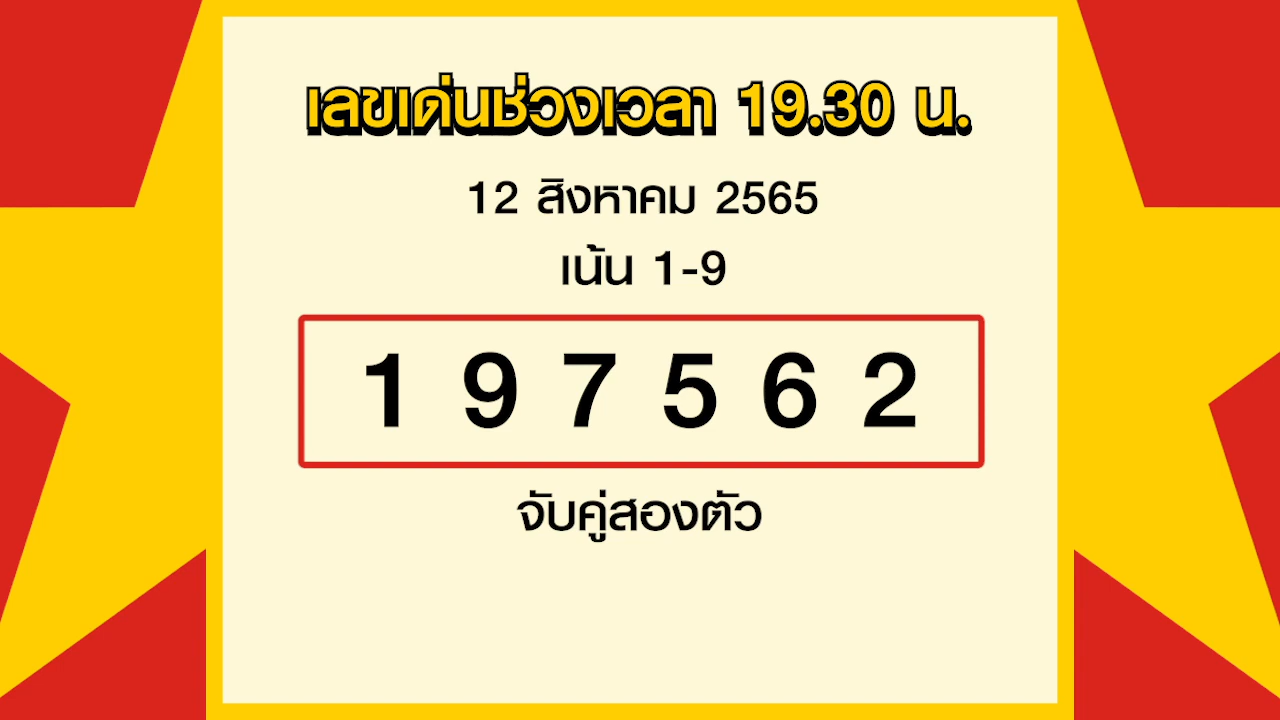 เลขเด่นช่วงเวลา 19.30 น.
12 สิงหาคม 2565
เน้น 1-9
1 9 7 5 6 2
จับคู่สองตัว